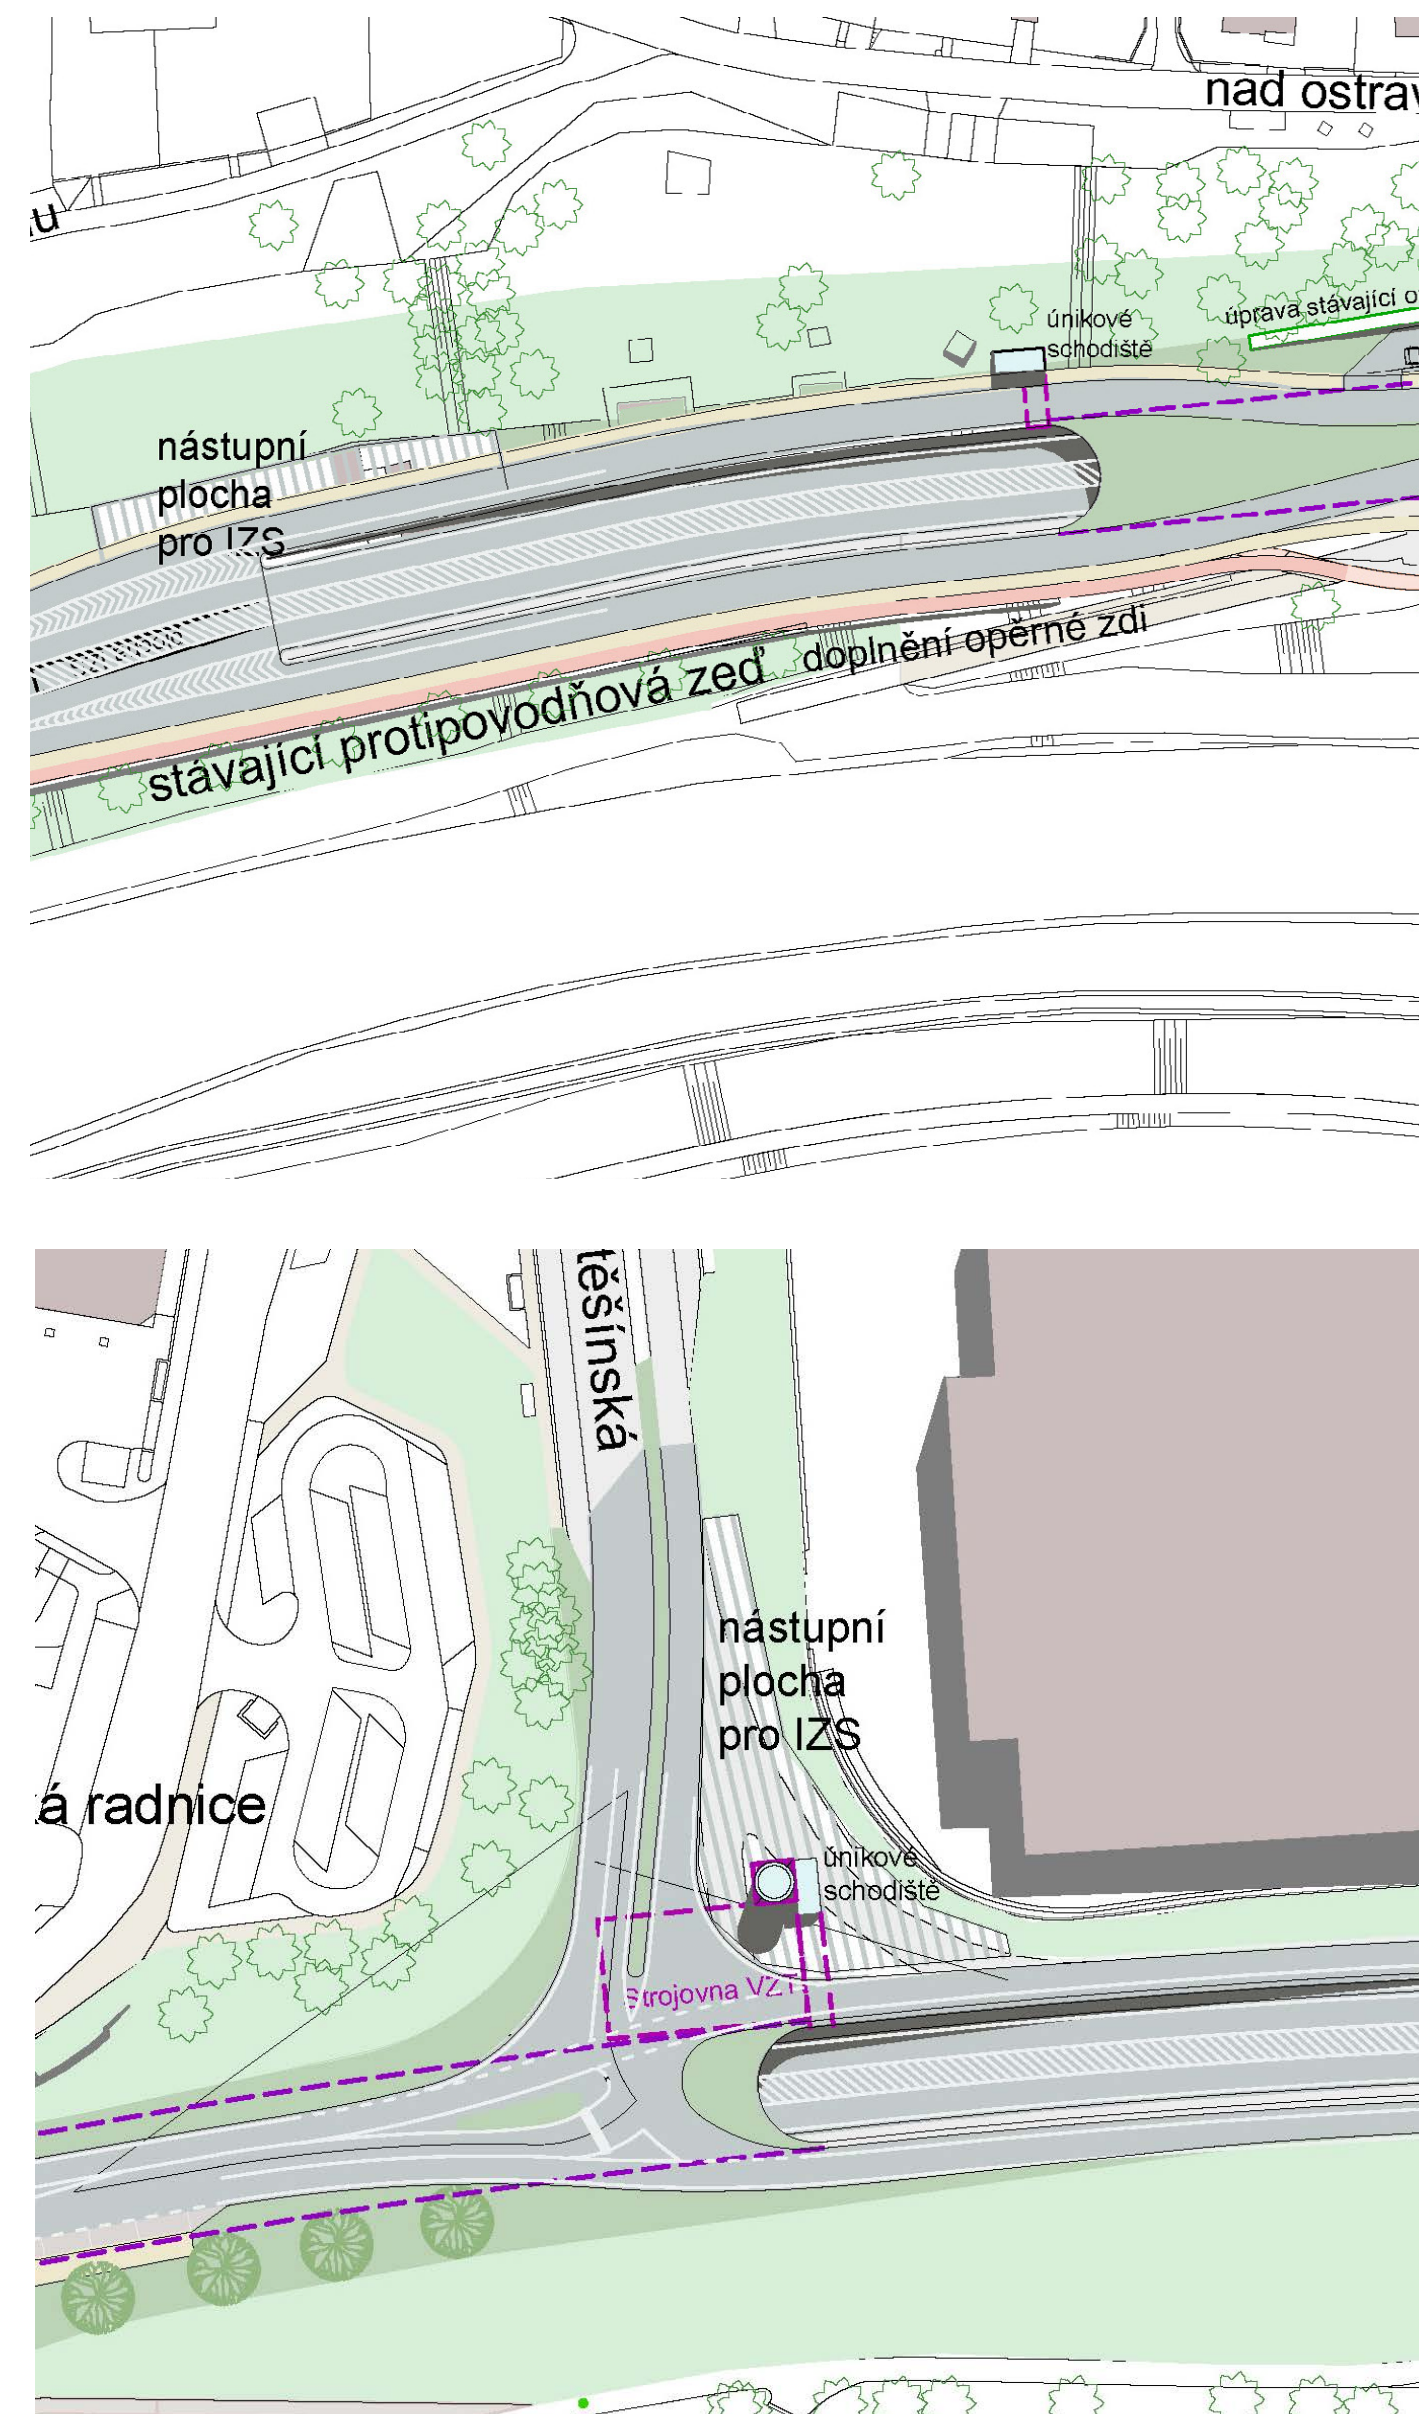 nad ostrav
u
únikové
schodiště
úprava stávající o
nástupní
plocha
pro IZS
doplnění opěrné zdi
stávající protipovodňová zeď
těšínská
nástupní
plocha
pro IZS
á radnice
únikové
schodiště
Strojovna VZT